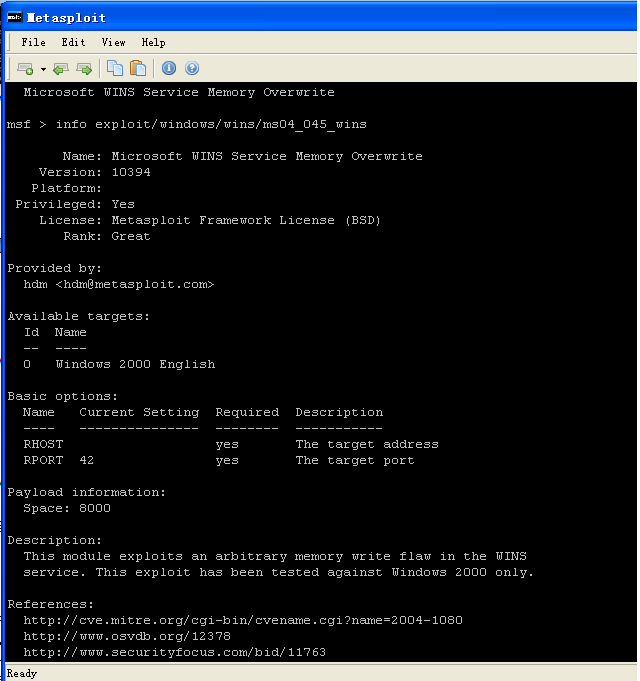 Metasploit
File Edit View Help
Microsoft WINS Service Memory Overwrite
msf > info exploit/windows/wins/ms04_045_wins
Name: Microsoft WINS Service Memory Overwrite
Version: 10394
Platform:
Privileged: Yes
License: Metasploit Framework License (BSD)
Rank: Great
Provided by:
hdm <hdm@metasploit.com>
Available targets:
Id Name
-- ----
0 Windows 2000 English
Basic options:
Name Current Setting Required Description
---- --------------- -------- -----------
RHOST yes The target address
RPORT 42 yes The target port
Payload information:
Space: 8000
Description:
This module exploits an arbitrary memory write flaw in the WINS
service. This exploit has been tested against Windows 2000 only.
References:
http://cve.mitre.org/cgi-bin/cvename.cgi?name=2004-1080
http://www.osvdb.org/12378
http://www.securityfocus.com/bid/11763
Ready